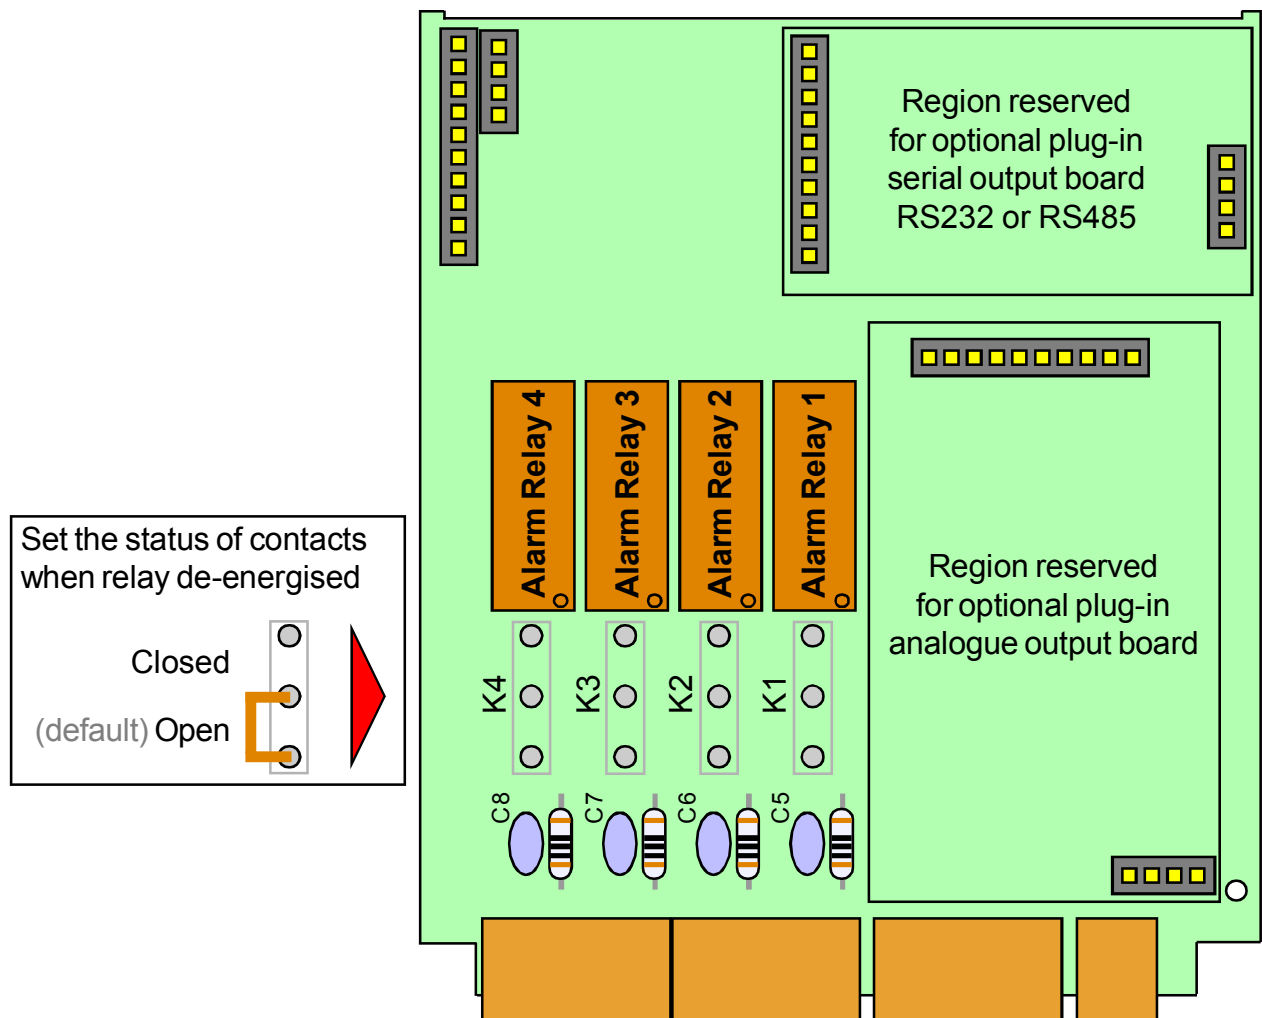 Region reserved
for optional plug-in
serial output board
RS232 or RS485
Alarm Relay 4
Alarm Relay 3
Alarm Relay 2
Alarm Relay 1
Set the status of contacts
when relay de-energised
Closed
(default) Open
Region reserved
for optional plug-in
analogue output board
K4
K3
K2
K1
C8
C7
C6
C5